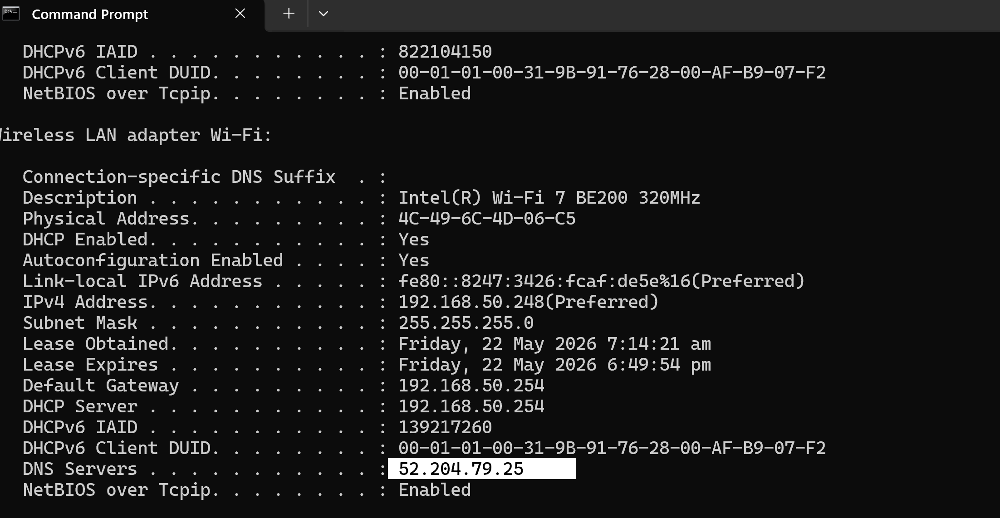 Command Prompt
DHCPv6 IAID . . . . . . . . . . . : 822104150
DHCPv6 Client DUID. . . . . . . . : 00-01-01-00-31-9B-91-76-28-00-AF-B9-07-F2
NetBIOS over Tcpip. . . . . . . . : Enabled
Wireless LAN adapter Wi-Fi:
Connection-specific DNS Suffix  . :
Description . . . . . . . . . . . : Intel(R) Wi-Fi 7 BE200 320MHz
Physical Address. . . . . . . . . : 4C-49-6C-4D-06-C5
DHCP Enabled. . . . . . . . . . . : Yes
Autoconfiguration Enabled . . . . : Yes
Link-local IPv6 Address . . . . . : fe80::8247:3426:fcaf:de5e%16(Preferred)
IPv4 Address. . . . . . . . . . . : 192.168.50.248(Preferred)
Subnet Mask . . . . . . . . . . . : 255.255.255.0
Lease Obtained. . . . . . . . . . : Friday, 22 May 2026 7:14:21 am
Lease Expires . . . . . . . . . . : Friday, 22 May 2026 6:49:54 pm
Default Gateway . . . . . . . . . : 192.168.50.254
DHCP Server . . . . . . . . . . . : 192.168.50.254
DHCPv6 IAID . . . . . . . . . . . : 139217260
DHCPv6 Client DUID. . . . . . . . : 00-01-01-00-31-9B-91-76-28-00-AF-B9-07-F2
DNS Servers . . . . . . . . . . . : 52.204.79.25
NetBIOS over Tcpip. . . . . . . . : Enabled